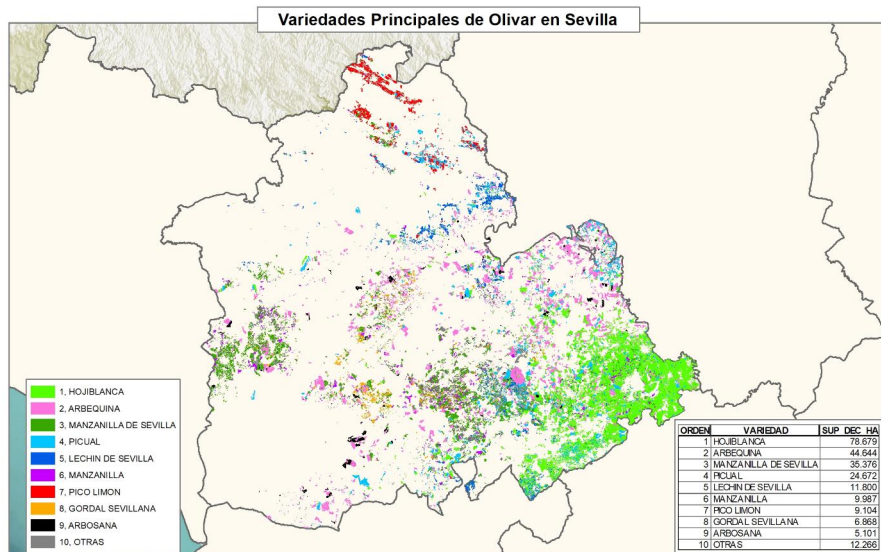 Variedades Principales de Olivar en Sevilla
1, HOJIBLANCA
2, ARBEQUINA
3, MANZANILLA DE SEVILLA
4, PICUAL
5, LECHIN DE SEVILLA
6, MANZANILLA
7, PICO LIMON
8, GORDAL SEVILLANA
9, ARBOSANA
10, OTRAS
ORDEN VARIEDAD SUP_DEC_HA
1 HOJIBLANCA 78.679
2 ARBEQUINA 44.644
3 MANZANILLA DE SEVILLA 35.376
4 PICUAL 24.672
5 LECHIN DE SEVILLA 11.800
6 MANZANILLA 9.987
7 PICO LIMON 9.104
8 GORDAL SEVILLANA 6.868
9 ARBOSANA 5.101
10 OTRAS 12.266